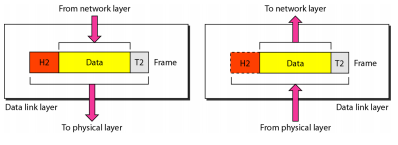 From network layer
To network layer
H2 Data T2 Frame
H2 Data T2 Frame
Data link layer
Data link layer
To physical layer
From physical layer